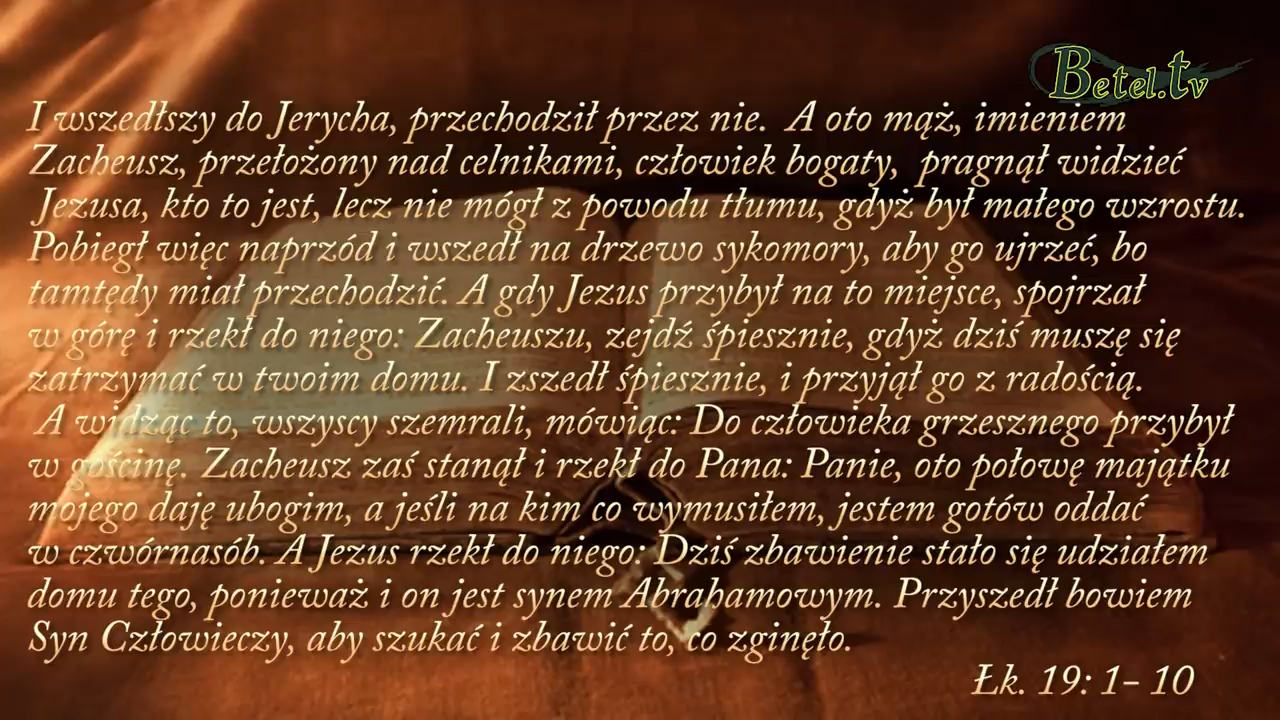 Betel.tv
I wszedłszy do Jerycha, przechodził przez nie. A oto mąż, imieniem
Zacheusz, przełożony nad celnikami, człowiek bogaty, pragnął widzieć
Jezusa, kto to jest, lecz nie mógł z powodu tłumu, gdyż był małego wzrostu.
Pobiegł więc naprzód i wszedł na drzewo sykomory, aby go ujrzeć, bo
tamtędy miał przechodzić. A gdy Jezus przybył na to miejsce, spojrzał
w górę i rzekł do niego: Zacheuszu, zejdź śpiesznie, gdyż dziś muszę się
zatrzymać w twoim domu. I zszedł śpiesznie, i przyjął go z radością.
A widząc to, wszyscy szemrali, mówiąc: Do człowieka grzesznego przybył
w gościnę. Zacheusz zaś stanął i rzekł do Pana: Panie, oto połowę majątku
mojego daję ubogim, a jeśli na kim co wymusiłem, jestem gotów oddać
w czwórnasób. A Jezus rzekł do niego: Dziś zbawienie stało się udziałem
domu tego, ponieważ i on jest synem Abrahamowym. Przyszedł bowiem
Syn Człowieczy, aby szukać i zbawić to, co zginęło.
Łk. 19: 1- 10